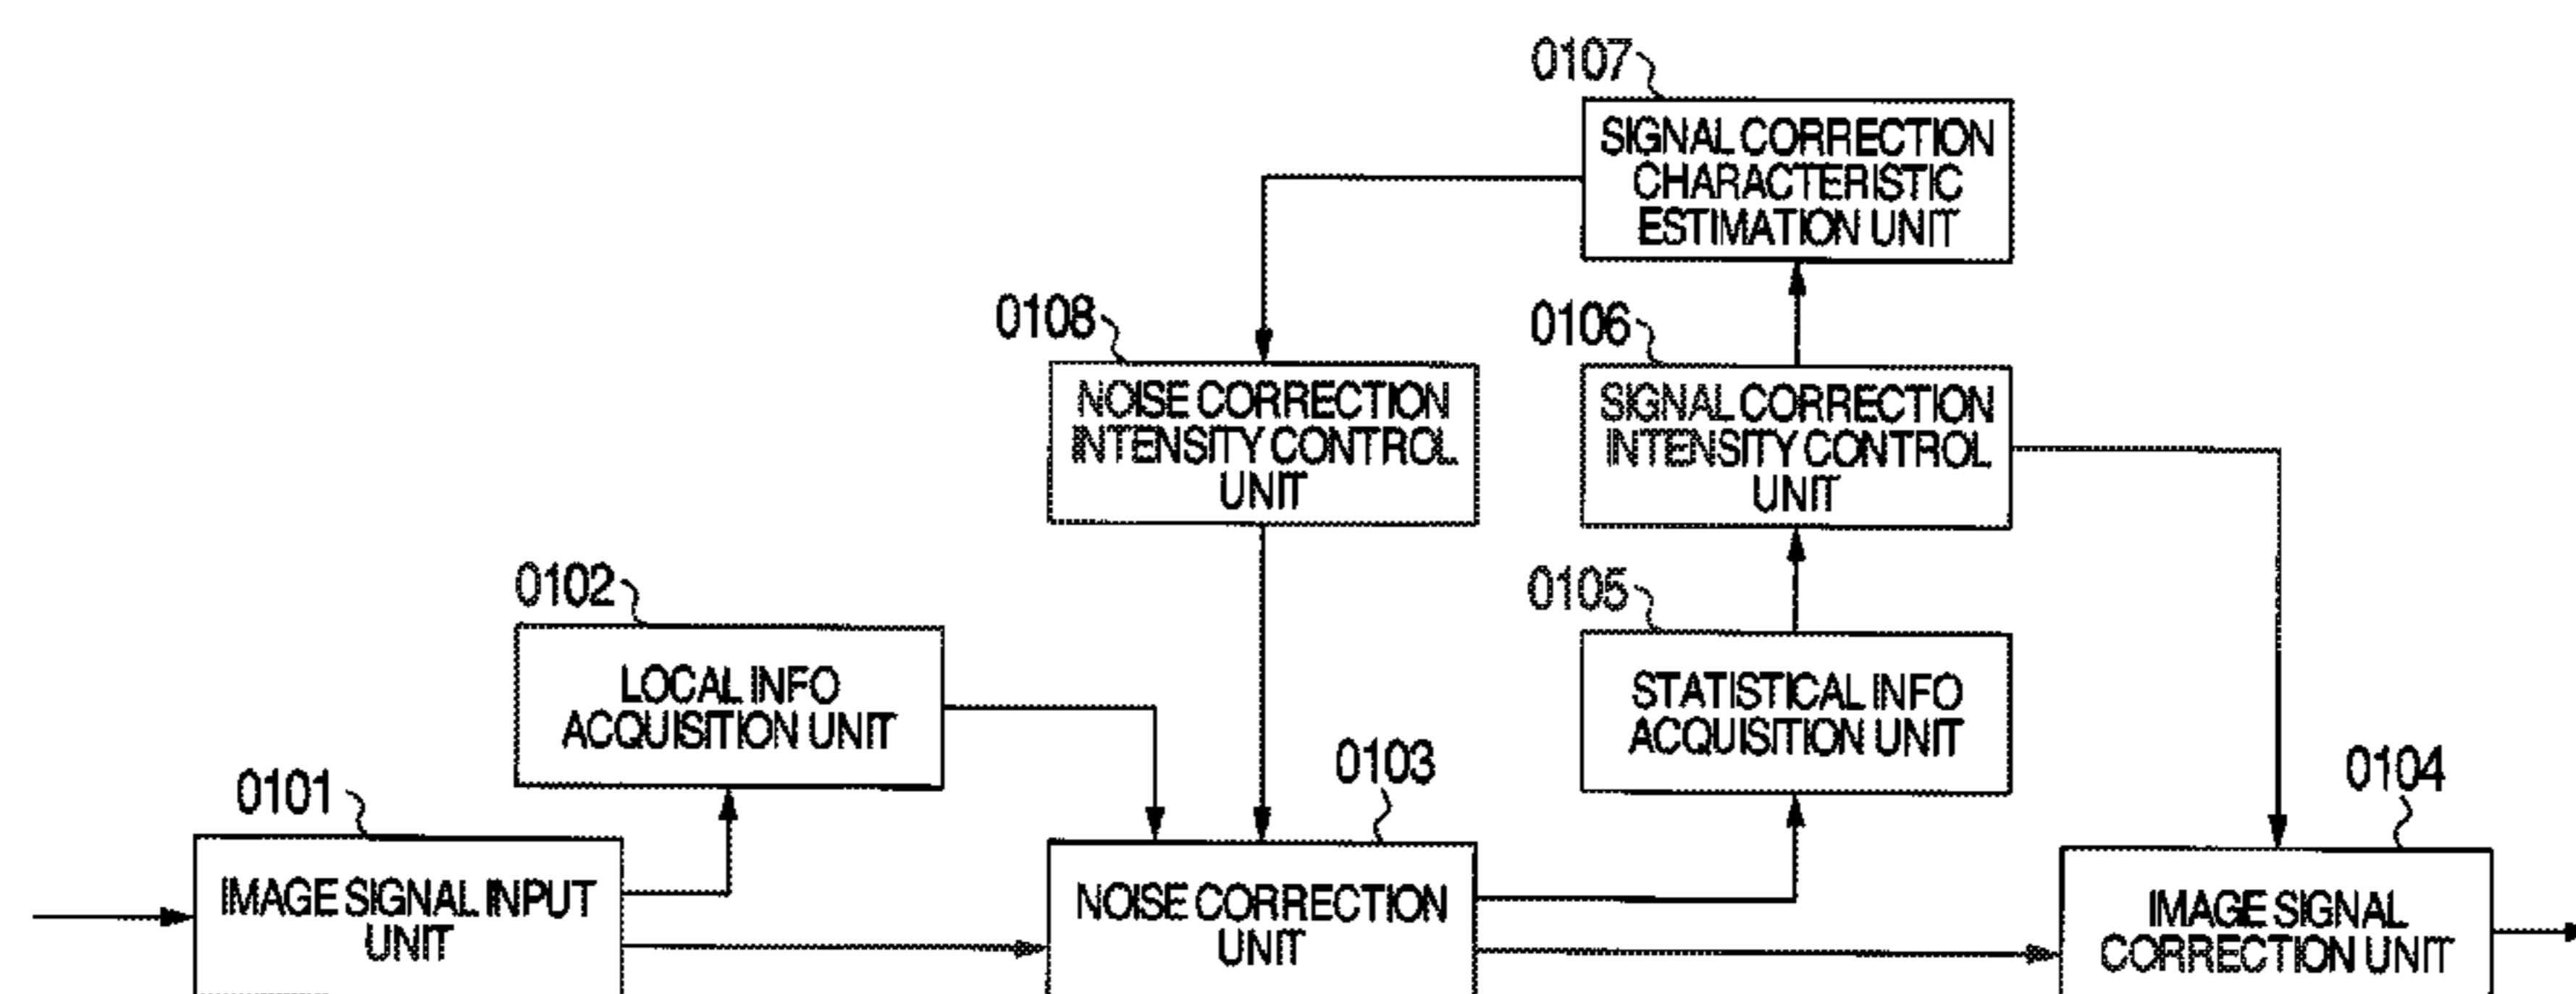 0107
SIGNAL CORRECTION
CHARACTERISTIC
ESTIMATION UNIT
0108
NOISE CORRECTION
INTENSITY CONTROL
UNIT
0106
SIGNAL CORRECTION
INTENSITY CONTROL
UNIT
0102
LOCAL INFO
ACQUISITION UNIT
0105
STATISTICAL INFO
ACQUISITION UNIT
0101
IMAGE SIGNAL INPUT
UNIT
0103
NOISE CORRECTION
UNIT
0104
IMAGE SIGNAL
CORRECTION UNIT